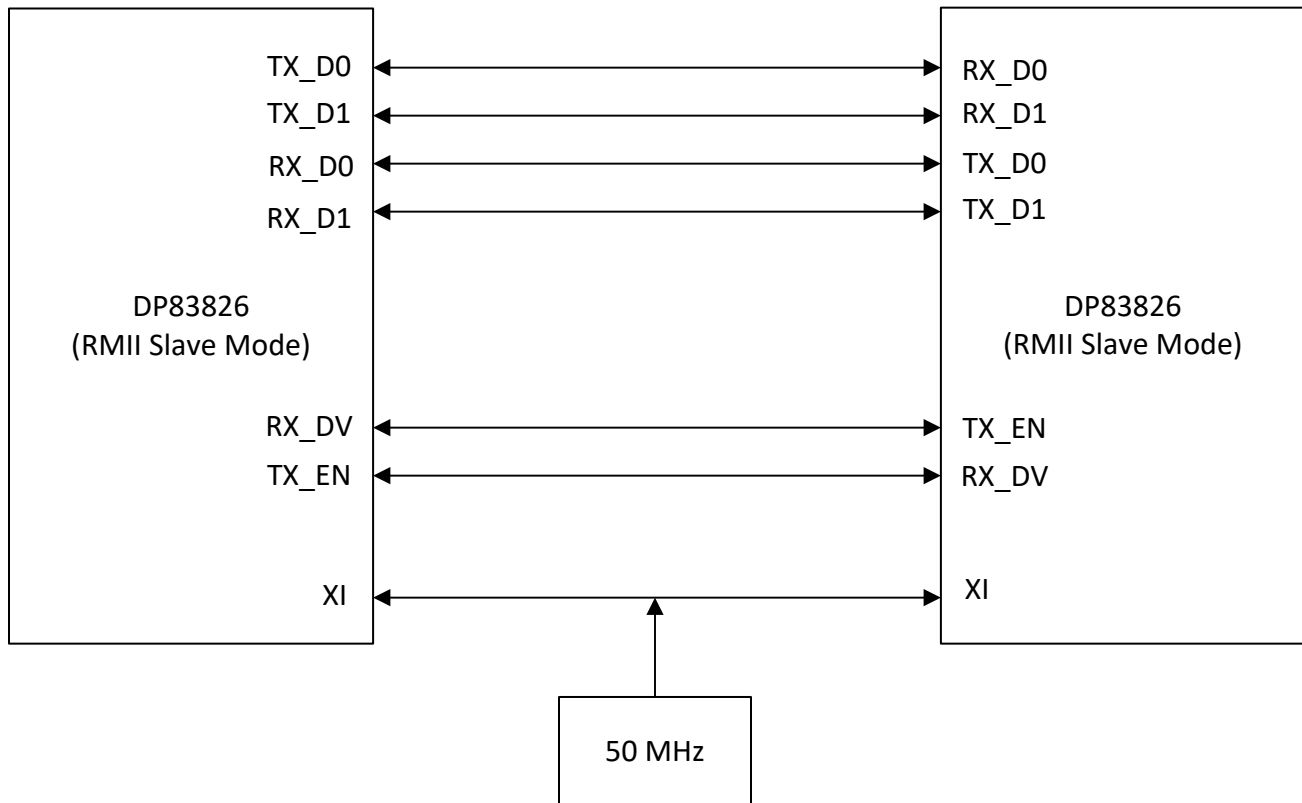 TX_D0
TX_D1
RX_D0
RX_D1
DP83826
(RMII Slave Mode)
RX_DV
TX_EN
XI
RX_D0
RX_D1
TX_D0
TX_D1
DP83826
(RMII Slave Mode)
TX_EN
RX_DV
XI
50 MHz